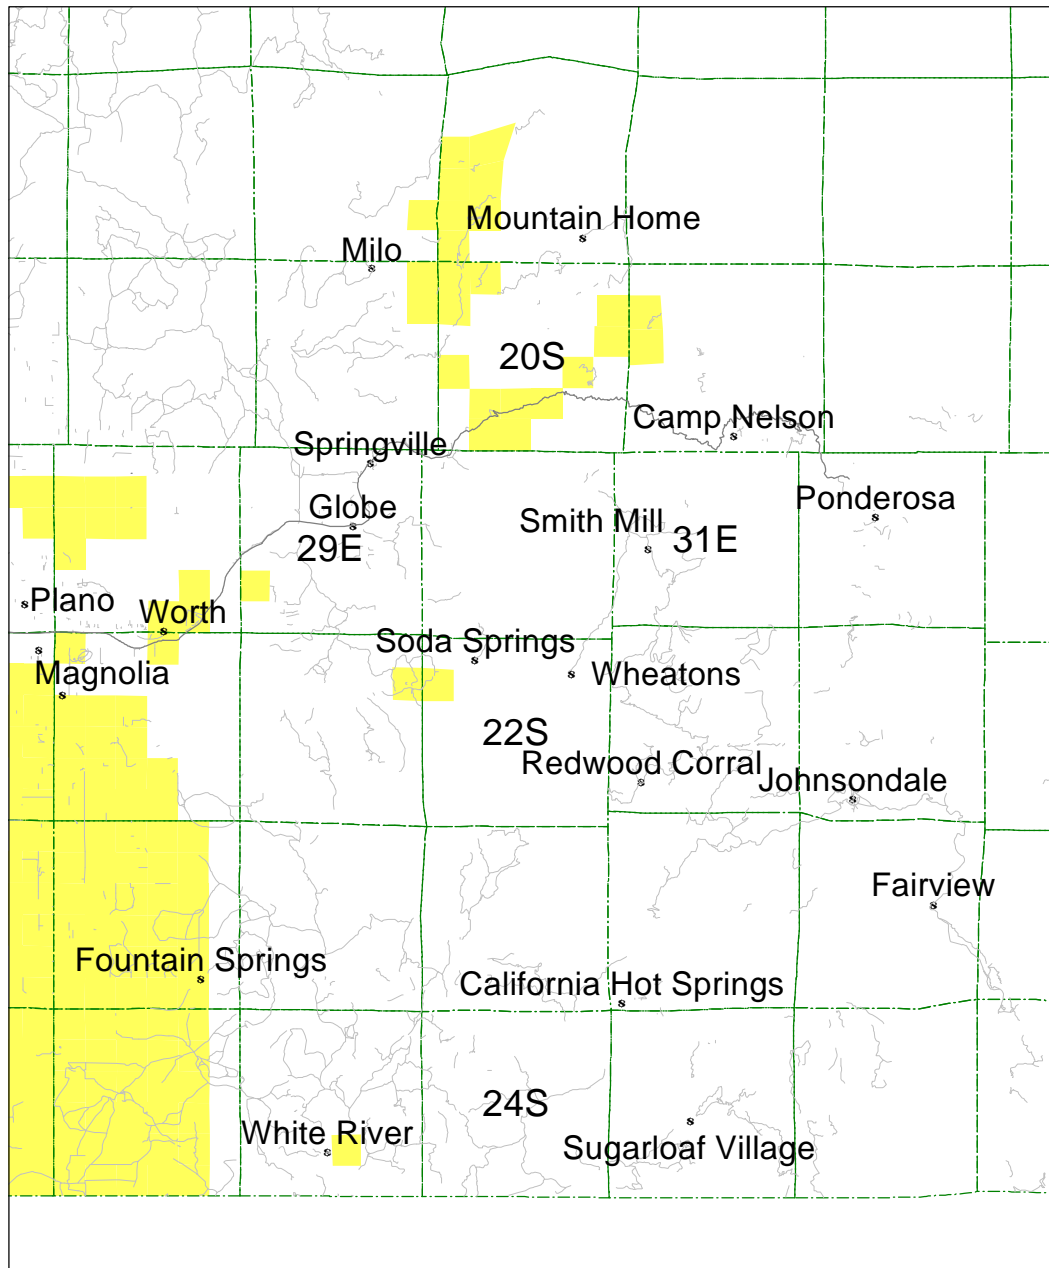 Mountain Home
Milo
20S
Camp Nelson
Springville
Ponderosa
Globe
Smith Mill
29E
31E
Plano
Worth
Soda Springs
Magnolia
Wheatons
22S
Redwood Corral
Johnsondale
Fairview
Fountain Springs
California Hot Springs
24S
White River
Sugarloaf Village